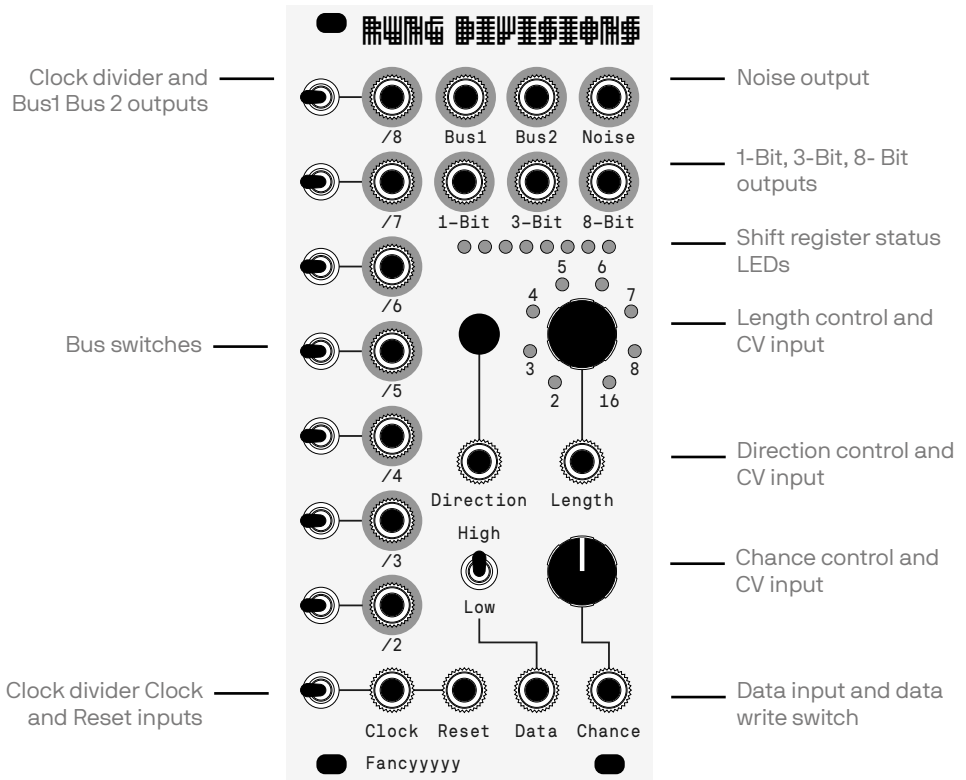 RUNG DIVISIONS
Clock divider and
Bus1 Bus 2 outputs
Noise output
/8 Bus1 Bus2 Noise
1-Bit, 3-Bit, 8- Bit
outputs
/7 1-Bit 3-Bit 8-Bit
Shift register status
LEDs
5 6
/6
4 7
Length control and
CV input
Bus switches
3 8
/5
2 16
Direction control and
CV input
/4
Direction Length
High
Chance control and
CV input
/3
Low
/2
Clock divider Clock
and Reset inputs
Data input and data
write switch
Clock Reset Data Chance
Fancyyyyy